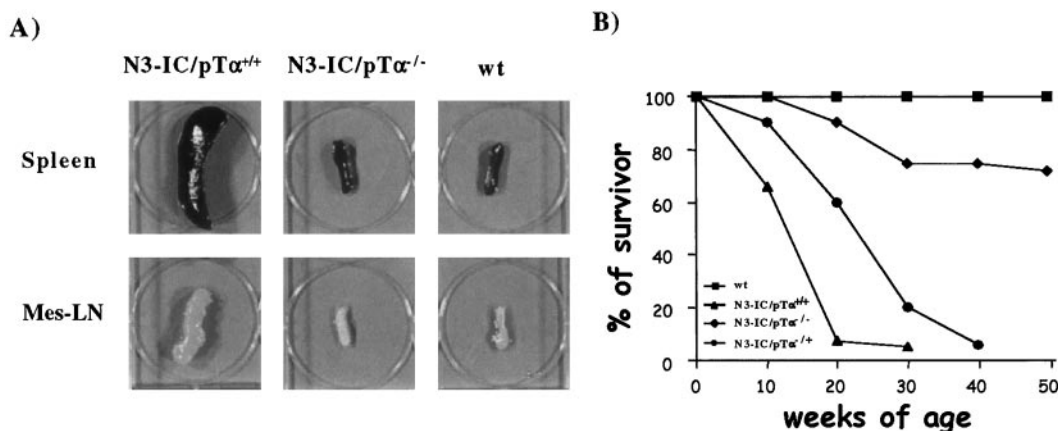 A)
N3-IC/pTα+/+ N3-IC/pTα-/- wt
Spleen
Mes-LN
B)
% of survivor
100
80
60
40
20
0
wt
N3-IC/pTα+/+
N3-IC/pTα-/-
N3-IC/pTα-/+
0 10 20 30 40 50
weeks of age